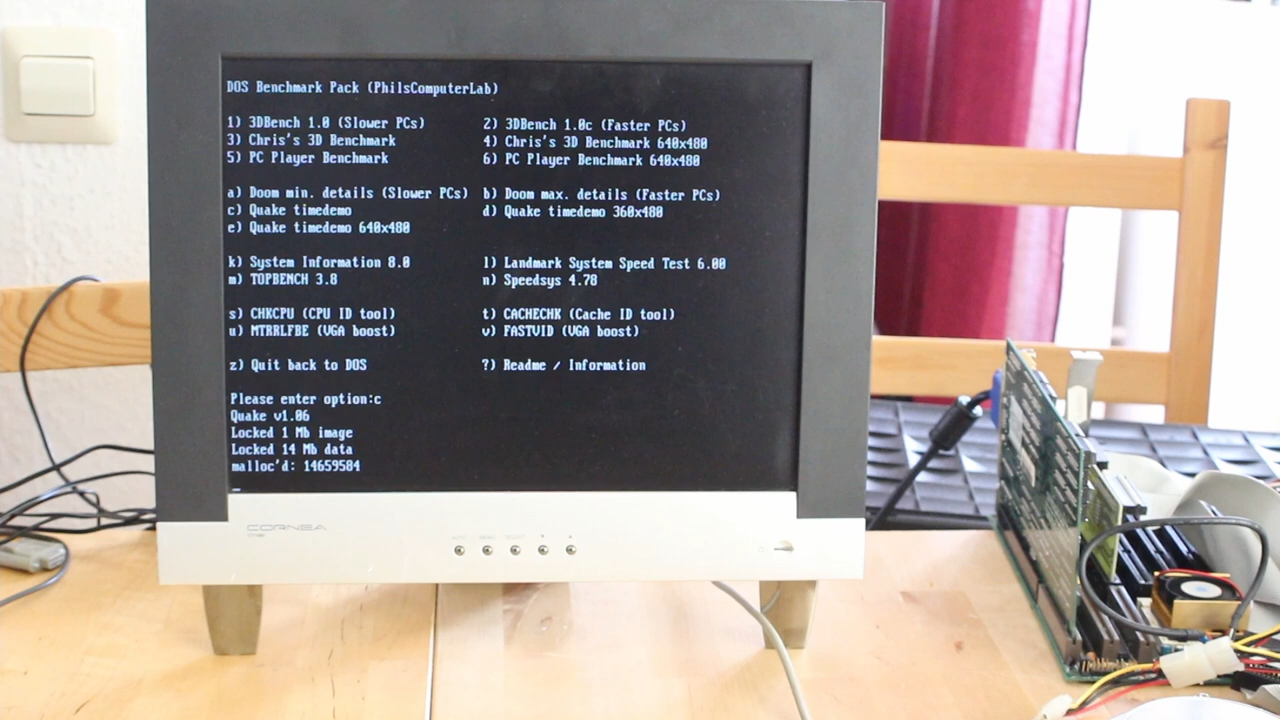 DOS Benchmark Pack (PhilsComputerLab)
1) 3DBench 1.0 (Slower PCs) 2) 3DBench 1.0c (Faster PCs)
3) Chris's 3D Benchmark 4) Chris's 3D Benchmark 640x480
5) PC Player Benchmark 6) PC Player Benchmark 640x480
a) Doom min. details (Slower PCs) b) Doom max. details (Faster PCs)
c) Quake timedemo d) Quake timedemo 360x480
e) Quake timedemo 640x480
k) System Information 8.0 l) Landmark System Speed Test 6.00
m) TOPBENCH 3.8 n) Speedsys 4.78
s) CHKCPU (CPU ID tool) t) CACHECHK (Cache ID tool)
u) MTRRLFBE (VGA boost) v) FASTVID (VGA boost)
z) Quit back to DOS ?) Readme / Information
Please enter option:c
Quake v1.06
Locked 1 Mb image
Locked 14 Mb data
malloc'd: 14659584
CORNEA
AUTO MENU SELECT